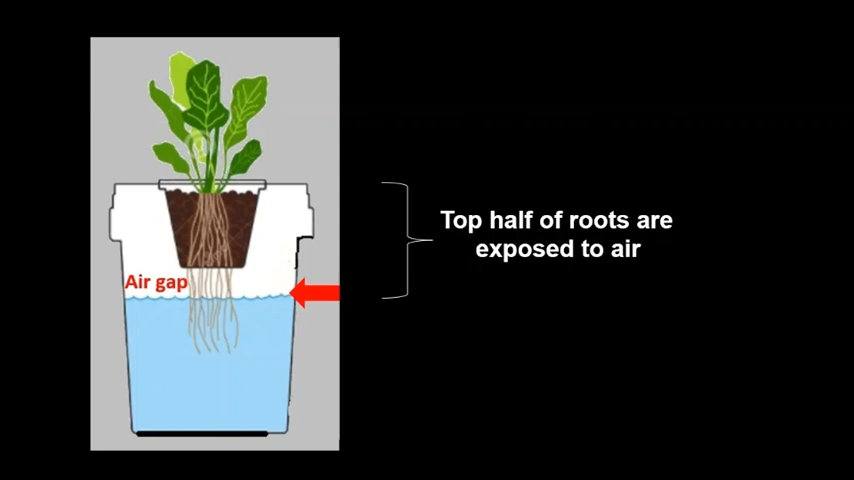 Top half of roots are
exposed to air
Air gap